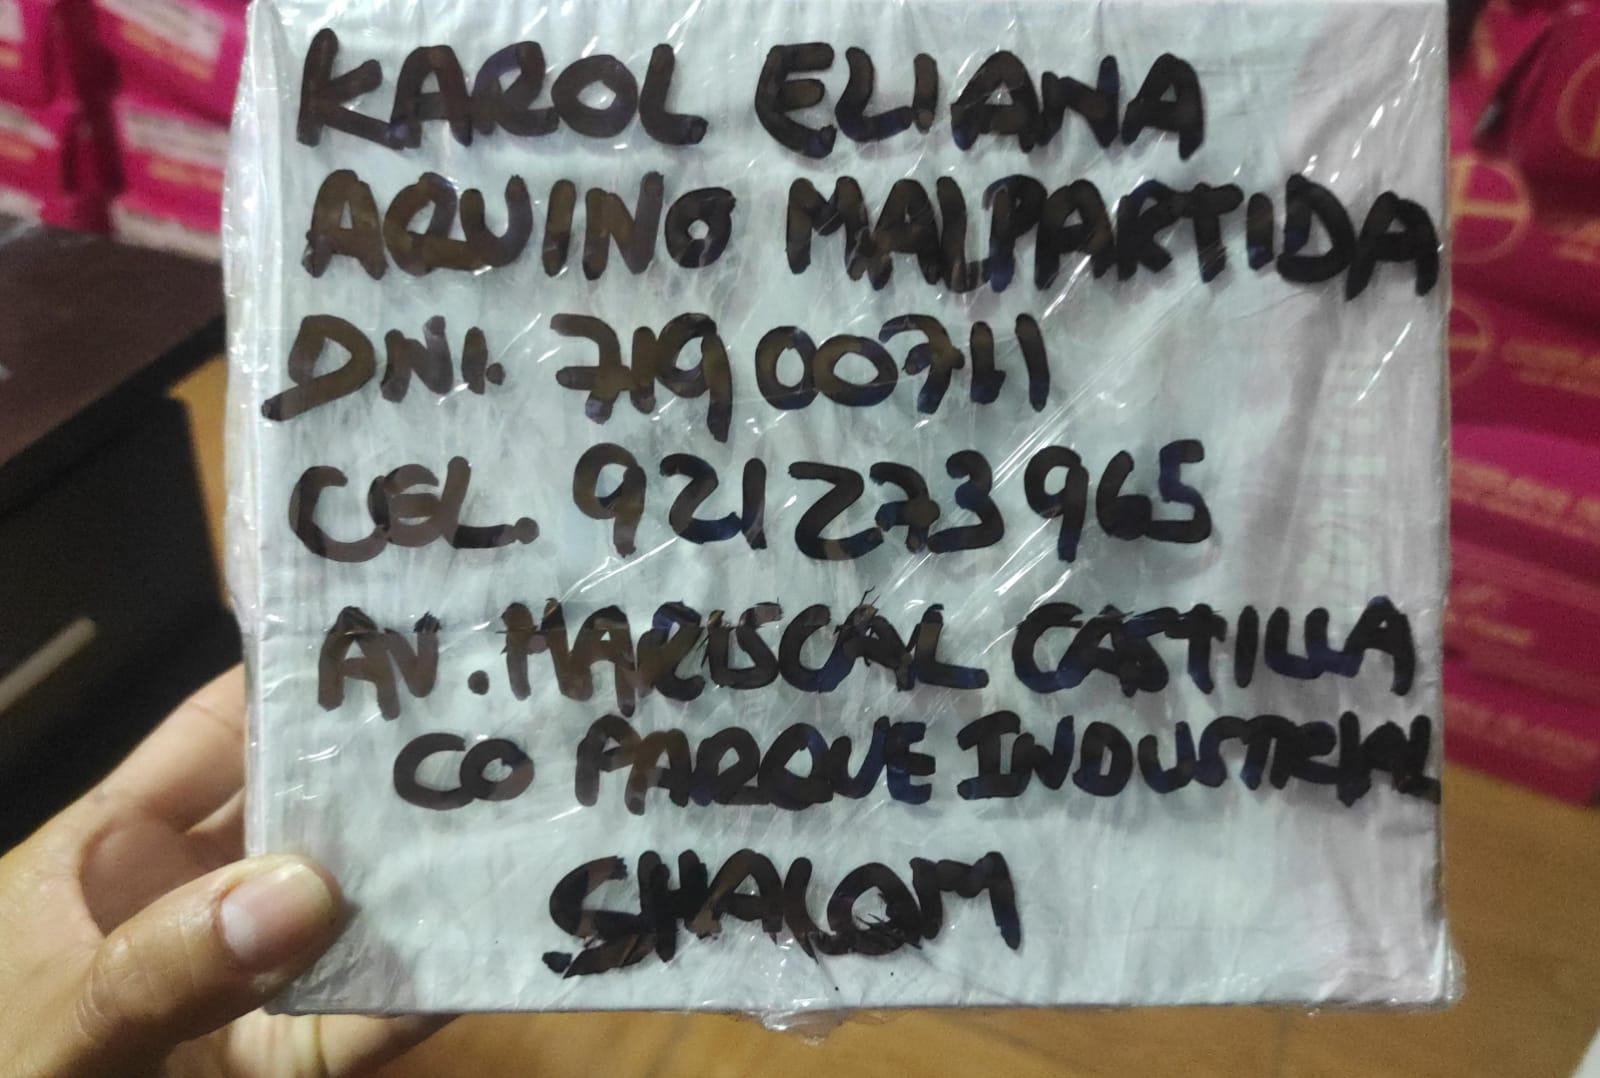 KAROL ELIANA
AQUINO MALPARTIDA
DNI. 71900711
CEL. 921273965
AV. MARISCAL CASTILLA
CO PARQUE INDUSTRIAL
SHALOM